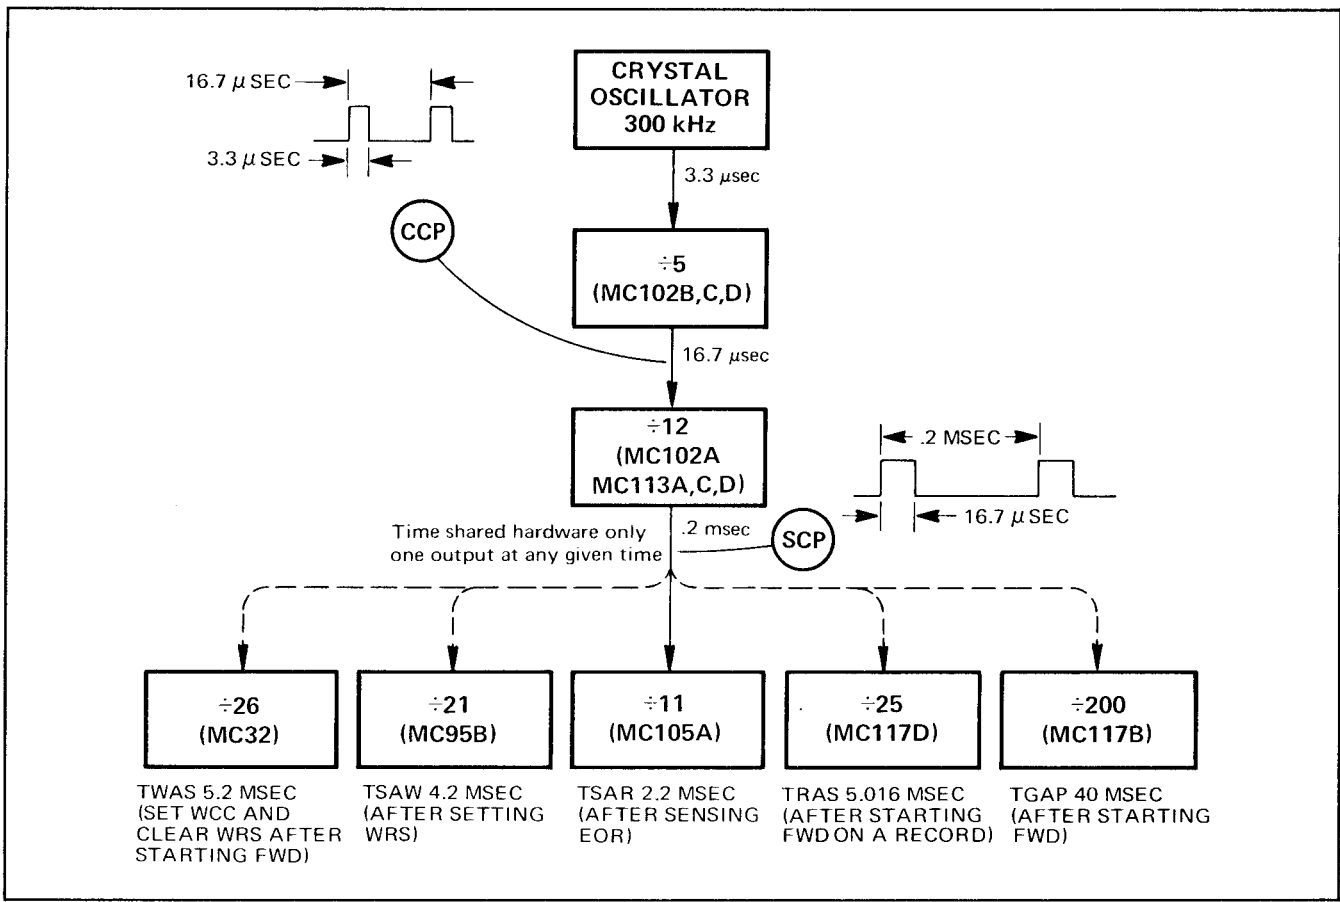 16.7 µ SEC
3.3 µ SEC
CRYSTAL
OSCILLATOR
300 kHz
3.3 µsec
CCP
÷5
(MC102B,C,D)
16.7 µsec
÷12
(MC102A
MC113A,C,D)
.2 MSEC
16.7 µ SEC
Time shared hardware only
one output at any given time
.2 msec
SCP
÷26
(MC32)
÷21
(MC95B)
÷11
(MC105A)
÷25
(MC117D)
÷200
(MC117B)
TWAS 5.2 MSEC
(SET WCC AND
CLEAR WRS AFTER
STARTING FWD)
TSAW 4.2 MSEC
(AFTER SETTING
WRS)
TSAR 2.2 MSEC
(AFTER SENSING
EOR)
TRAS 5.016 MSEC
(AFTER STARTING
FWD ON A RECORD)
TGAP 40 MSEC
(AFTER STARTING
FWD)